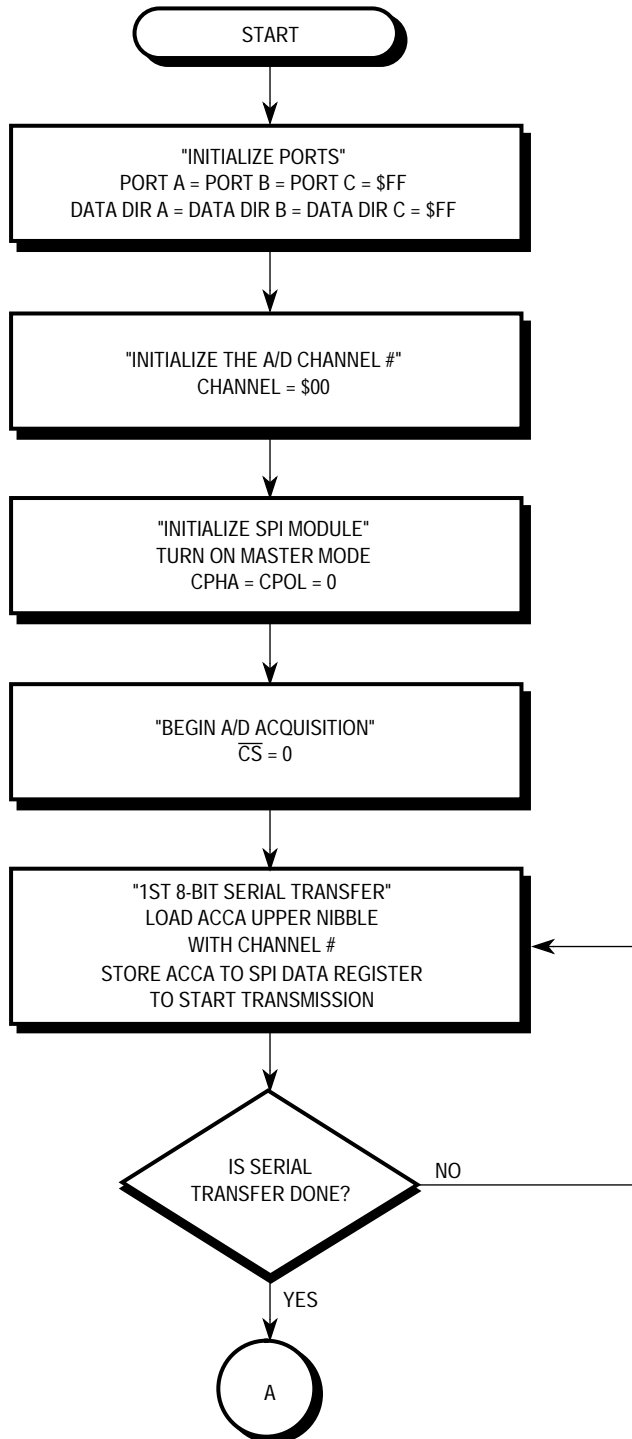 START
"INITIALIZE PORTS"
PORT A = PORT B = PORT C = $FF
DATA DIR A = DATA DIR B = DATA DIR C = $FF
"INITIALIZE THE A/D CHANNEL #"
CHANNEL = $00
"INITIALIZE SPI MODULE"
TURN ON MASTER MODE
CPHA = CPOL = 0
"BEGIN A/D ACQUISITION"
C̅S̅ = 0
"1ST 8-BIT SERIAL TRANSFER"
LOAD ACCA UPPER NIBBLE
WITH CHANNEL #
STORE ACCA TO SPI DATA REGISTER
TO START TRANSMISSION
IS SERIAL
TRANSFER DONE?
NO
YES
A